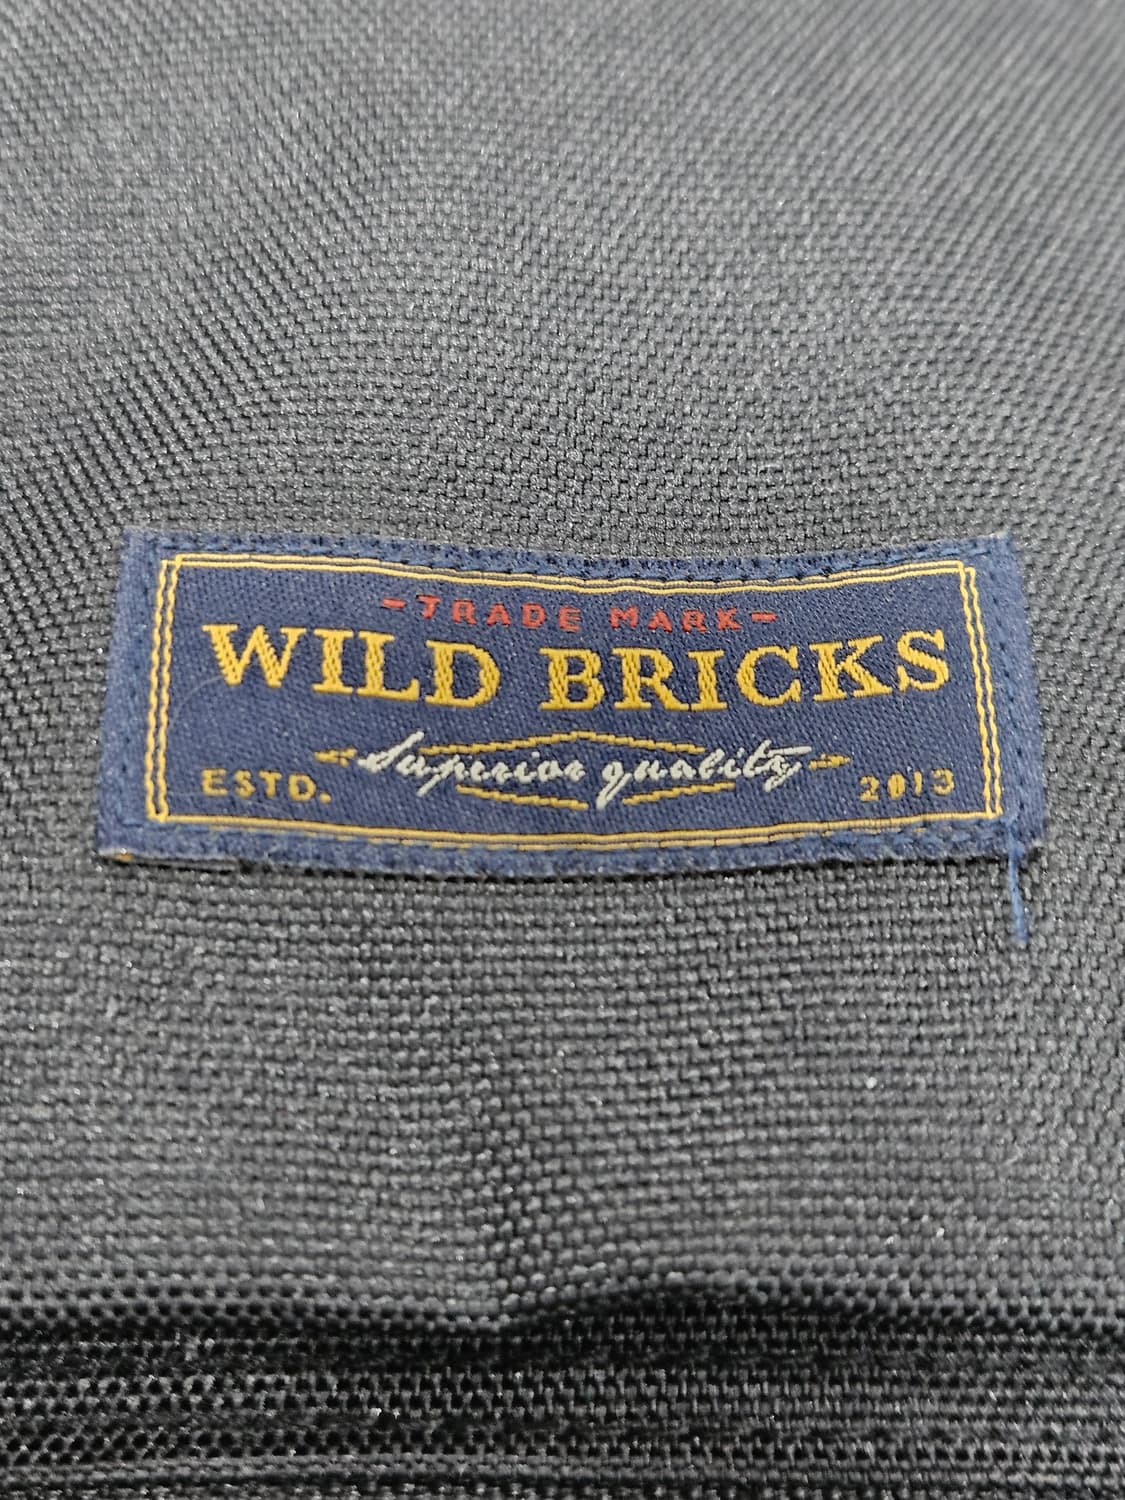 -TRADE MARK-
WILD BRICKS
Superior quality
ESTD. 2013